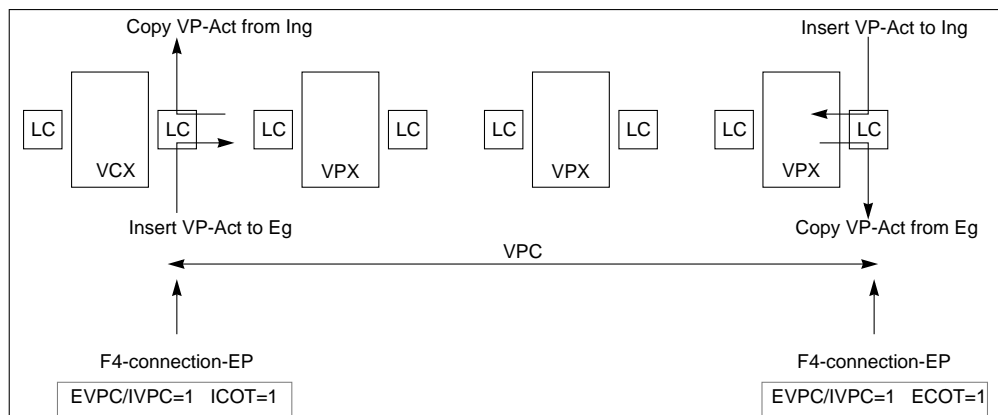 Copy VP-Act from Ing
Insert VP-Act to Ing
LC
LC
LC
LC
LC
LC
LC
LC
VCX
VPX
VPX
VPX
Insert VP-Act to Eg
Copy VP-Act from Eg
VPC
F4-connection-EP
F4-connection-EP
EVPC/IVPC=1 ICOT=1
EVPC/IVPC=1 ECOT=1